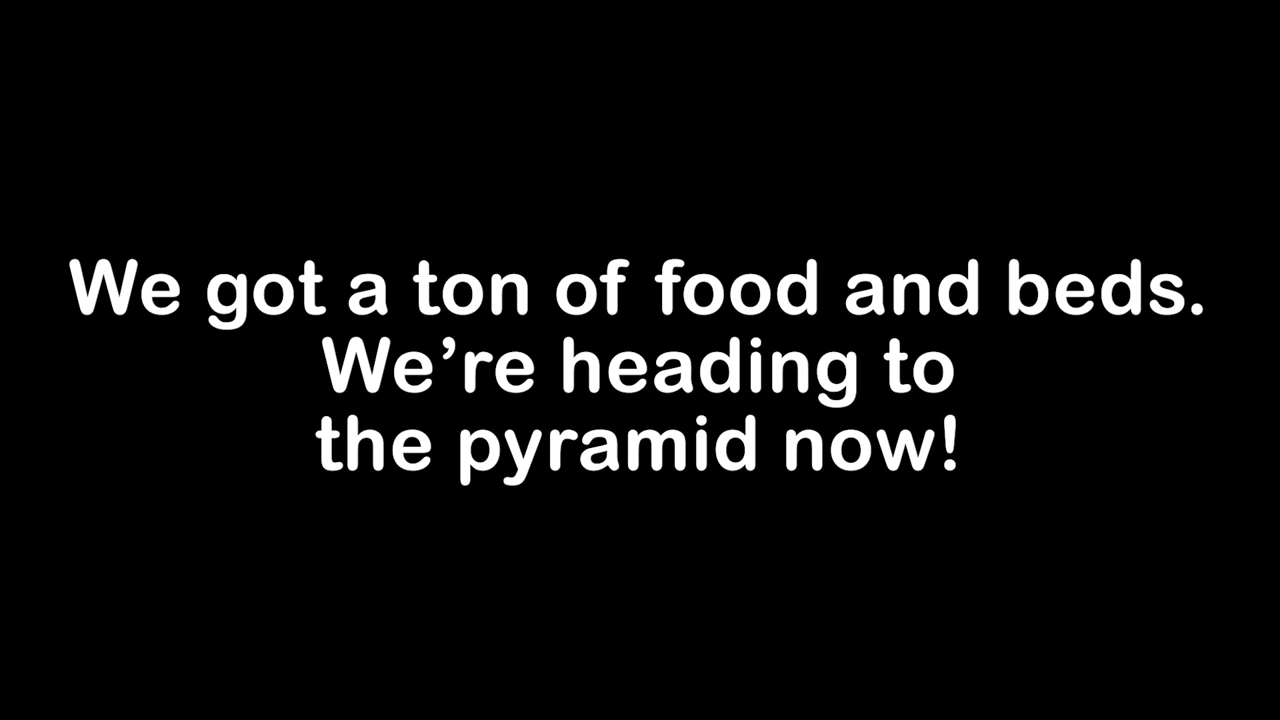 We got a ton of food and beds.
We’re heading to
the pyramid now!